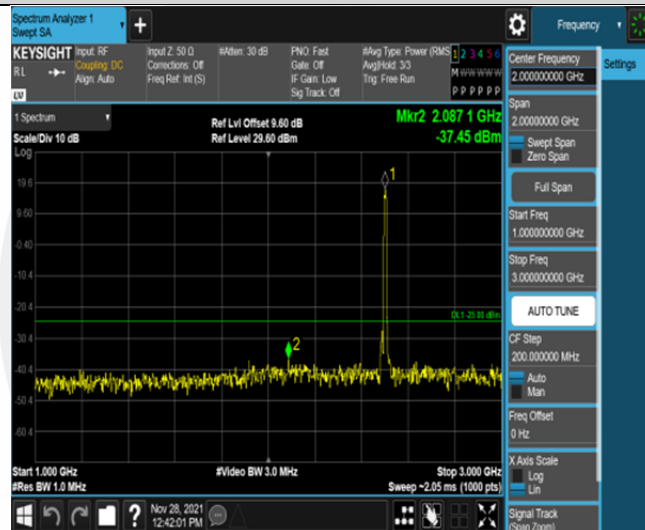 Spectrum Analyzer 1
Swept SA
+
Frequency
KEYSIGHT
RL
LXI
Input: RF
Coupling: DC
Align: Auto
Input Z: 50 Ω
Corrections: Off
Freq Ref: Int (S)
#Atten: 30 dB
PNO: Fast
Gate: Off
IF Gain: Low
Sig Track: Off
#Avg Type: Power (RMS
Avg|Hold: 3/3
Trig: Free Run
1 2 3 4 5 6
M W W W W W
P P P P P P
1 Spectrum
Scale/Div 10 dB
Log
Ref Lvl Offset 9.60 dB
Ref Level 29.60 dBm
Mkr2 2.087 1 GHz
-37.45 dBm
19.6
9.60
-0.40
-10.4
-20.4
-30.4
-40.4
-50.4
-60.4
1
DL1 -25.00 dBm
2
Start 1.000 GHz
#Res BW 1.0 MHz
#Video BW 3.0 MHz
Stop 3.000 GHz
Sweep ~2.05 ms (1000 pts)
?
Nov 28, 2021
12:42:01 PM
Center Frequency
2.000000000 GHz
Span
2.00000000 GHz
Swept Span
Zero Span
Full Span
Start Freq
1.000000000 GHz
Stop Freq
3.000000000 GHz
AUTO TUNE
CF Step
200.000000 MHz
Auto
Man
Freq Offset
0 Hz
X Axis Scale
Log
Lin
Signal Track
(Span Zoom)
Settings